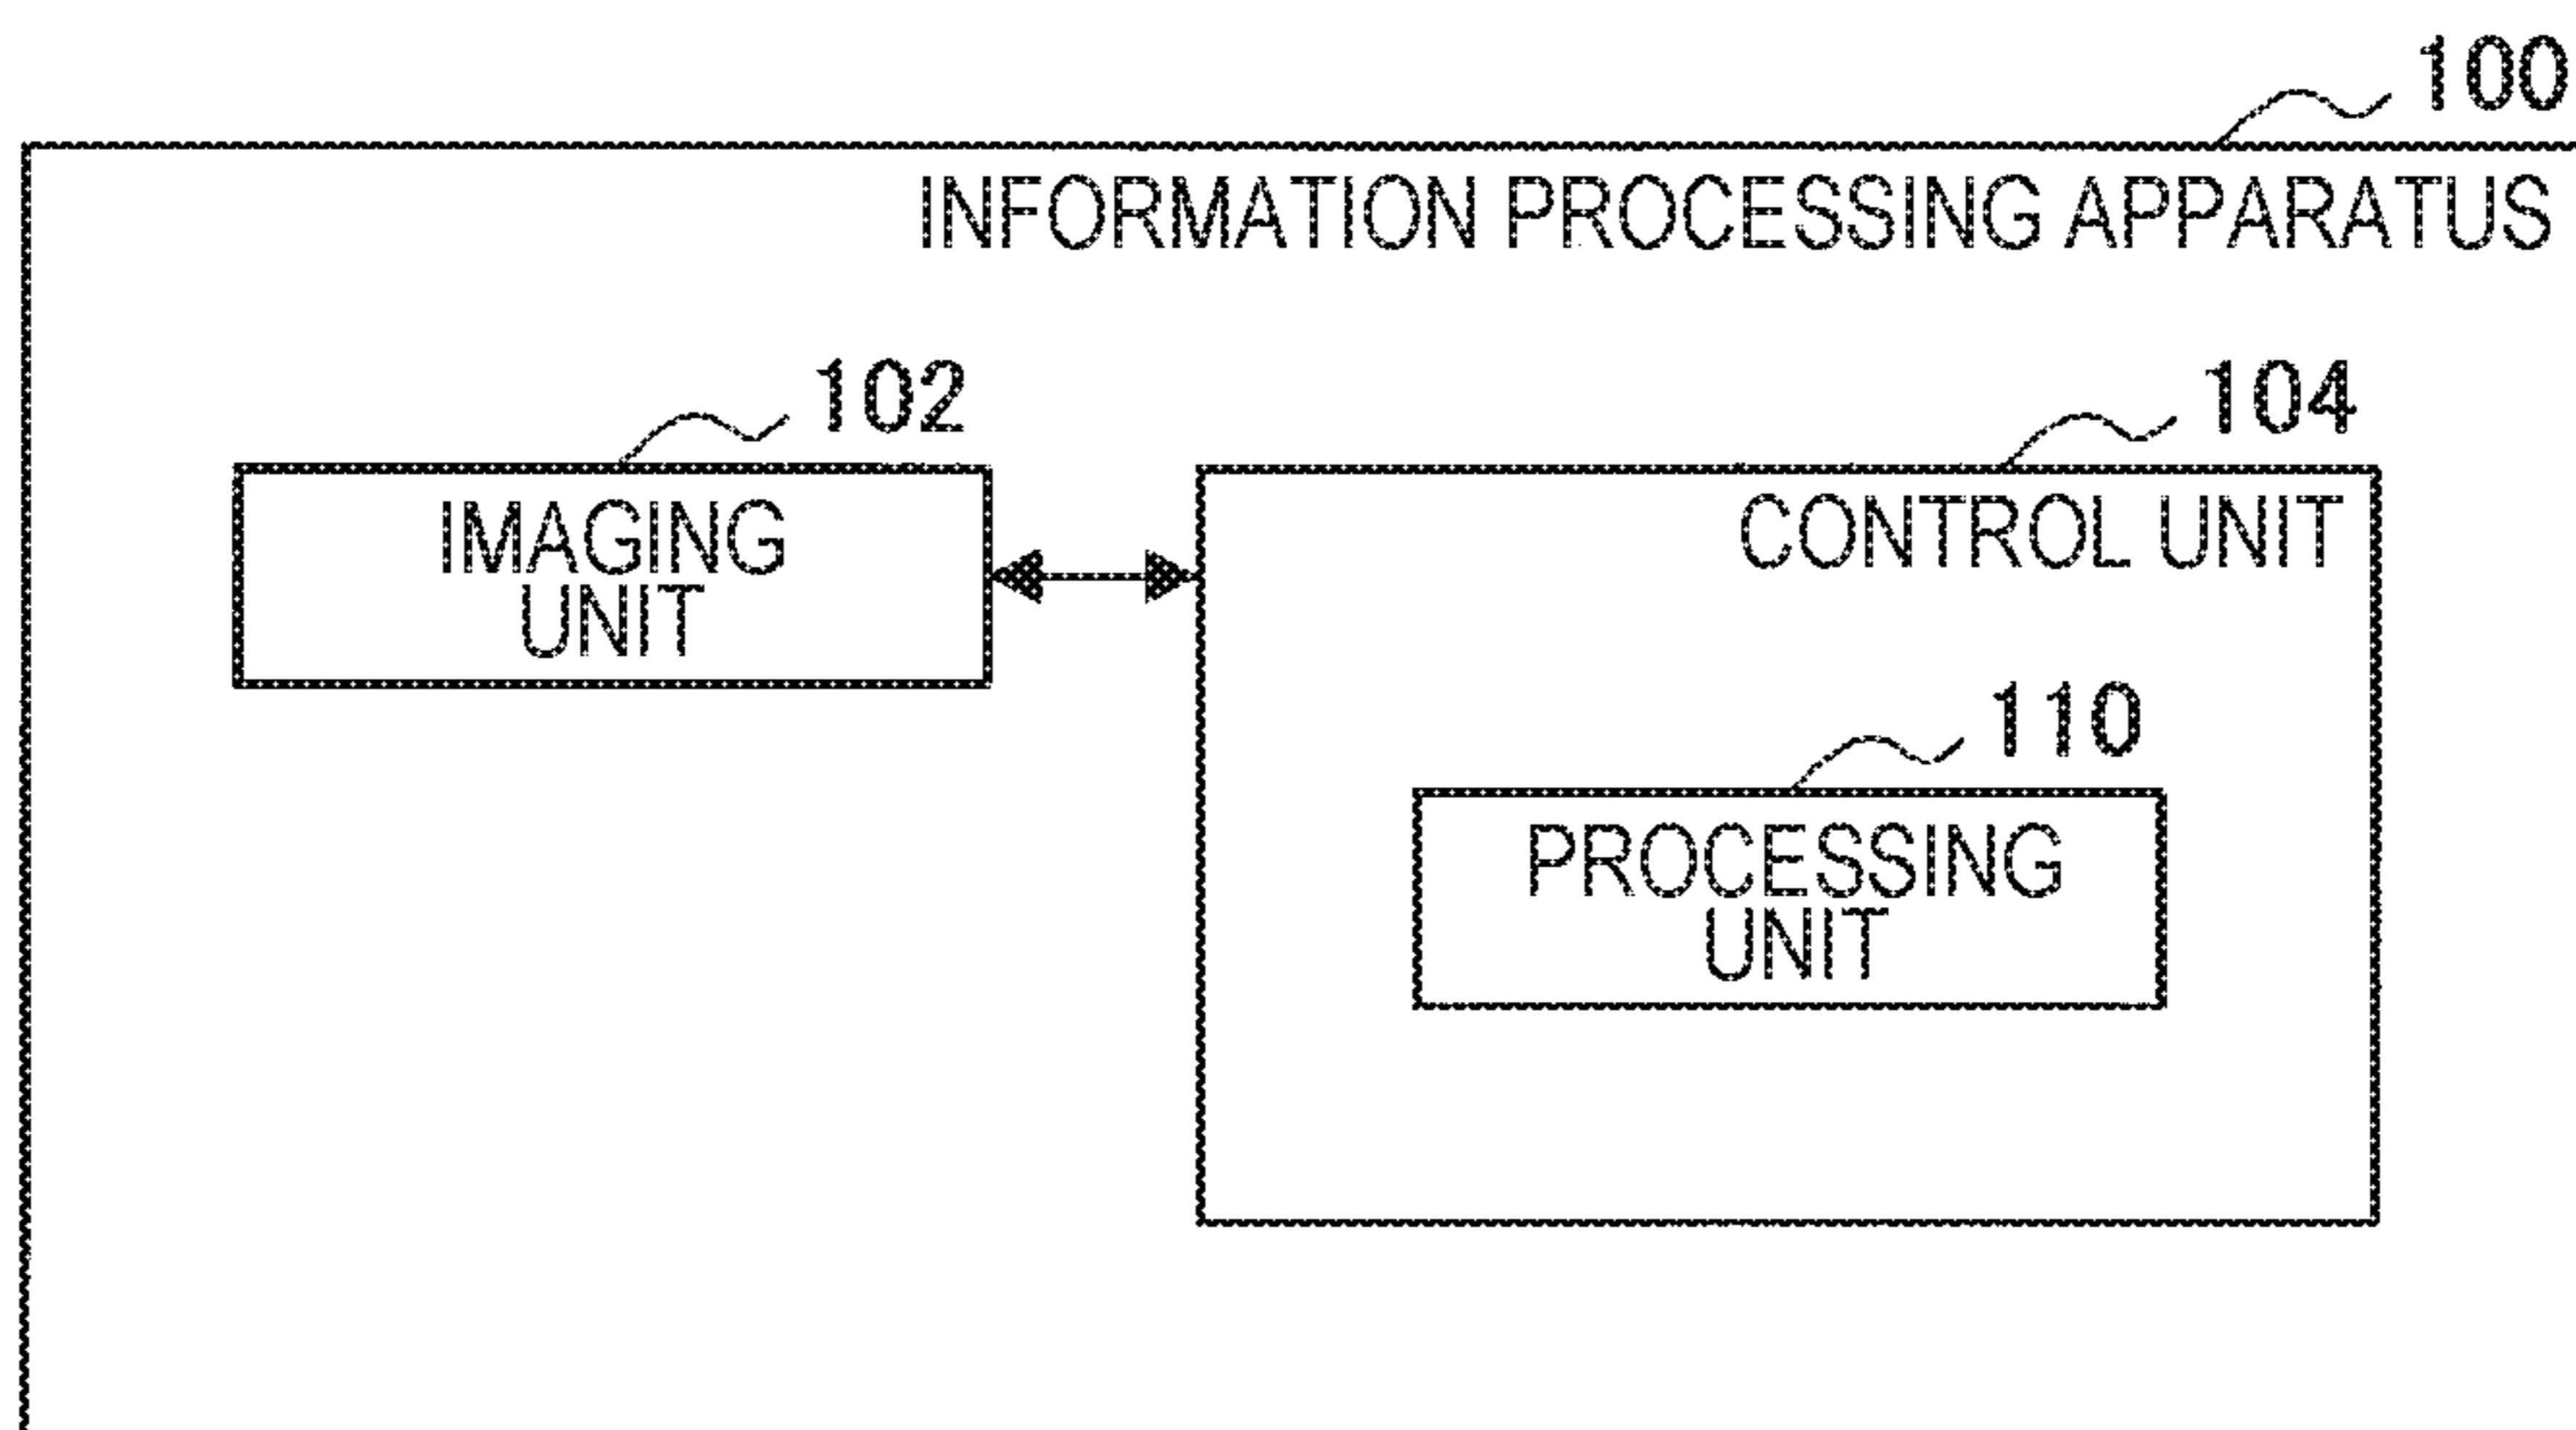 100
INFORMATION PROCESSING APPARATUS
102
104
IMAGING
UNIT
CONTROL UNIT
110
PROCESSING
UNIT